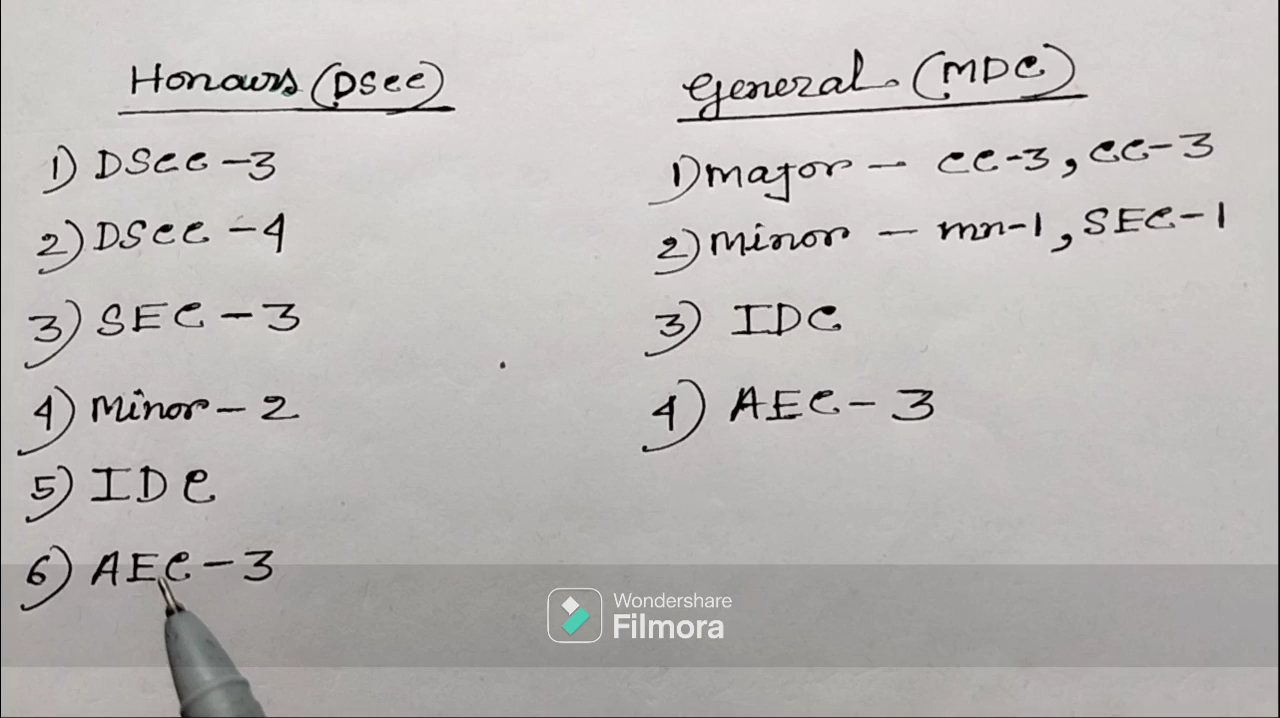 Honours (DSCC)
1) DSCC - 3
2) DSCC - 4
3) SEC - 3
4) Minor - 2
5) IDC
6) AEC - 3
General (MDC)
1) Major - CC-3, CC-3
2) Minor - mn-1, SEC-1
3) IDC
4) AEC - 3
Wondershare
Filmora